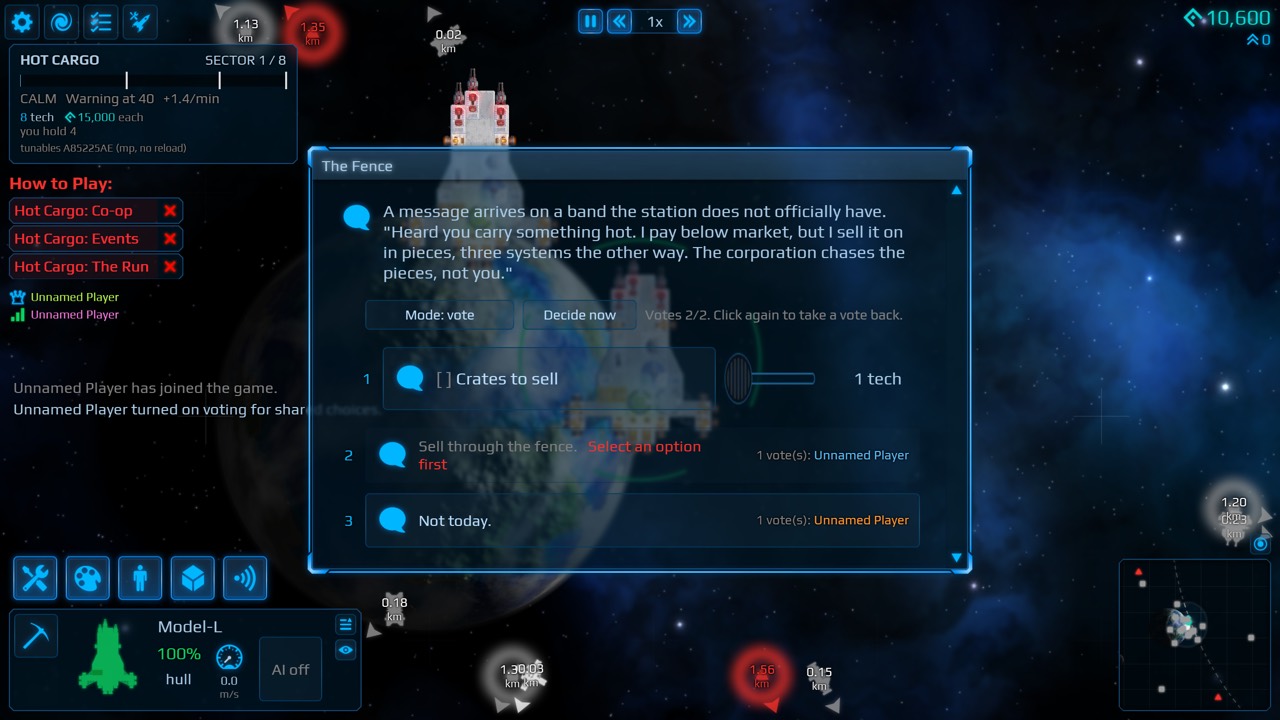 1.13
km
1.35
km
0.02
km
1x
10,600
0
HOT CARGO
SECTOR 1 / 8
CALM Warning at 40 +1.4/min
8 tech 15,000 each
you hold 4
tunables A85225AE (mp, no reload)
How to Play:
Hot Cargo: Co-op
Hot Cargo: Events
Hot Cargo: The Run
Unnamed Player
Unnamed Player
Unnamed Player has joined the game.
Unnamed Player turned on voting for shared choices.
The Fence
A message arrives on a band the station does not officially have.
"Heard you carry something hot. I pay below market, but I sell it on
in pieces, three systems the other way. The corporation chases the
pieces, not you."
Mode: vote
Decide now
Votes 2/2. Click again to take a vote back.
1
[ ] Crates to sell
1 tech
2
Sell through the fence. Select an option
first
1 vote(s): Unnamed Player
3
Not today.
1 vote(s): Unnamed Player
1.20
km
km
0.18
km
Model-L
100%
hull
0.0
m/s
AI off
0:03
km
km
1.56
km
0.15
km